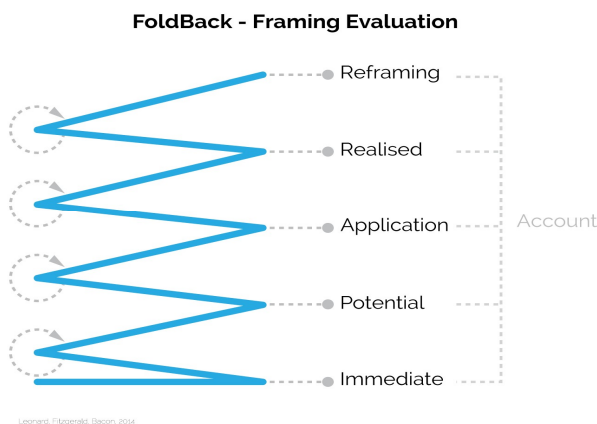 FoldBack - Framing Evaluation
Reframing
Realised
Application
Account
Potential
Immediate
Leonard, Fitzgerald, Bacon, 2014